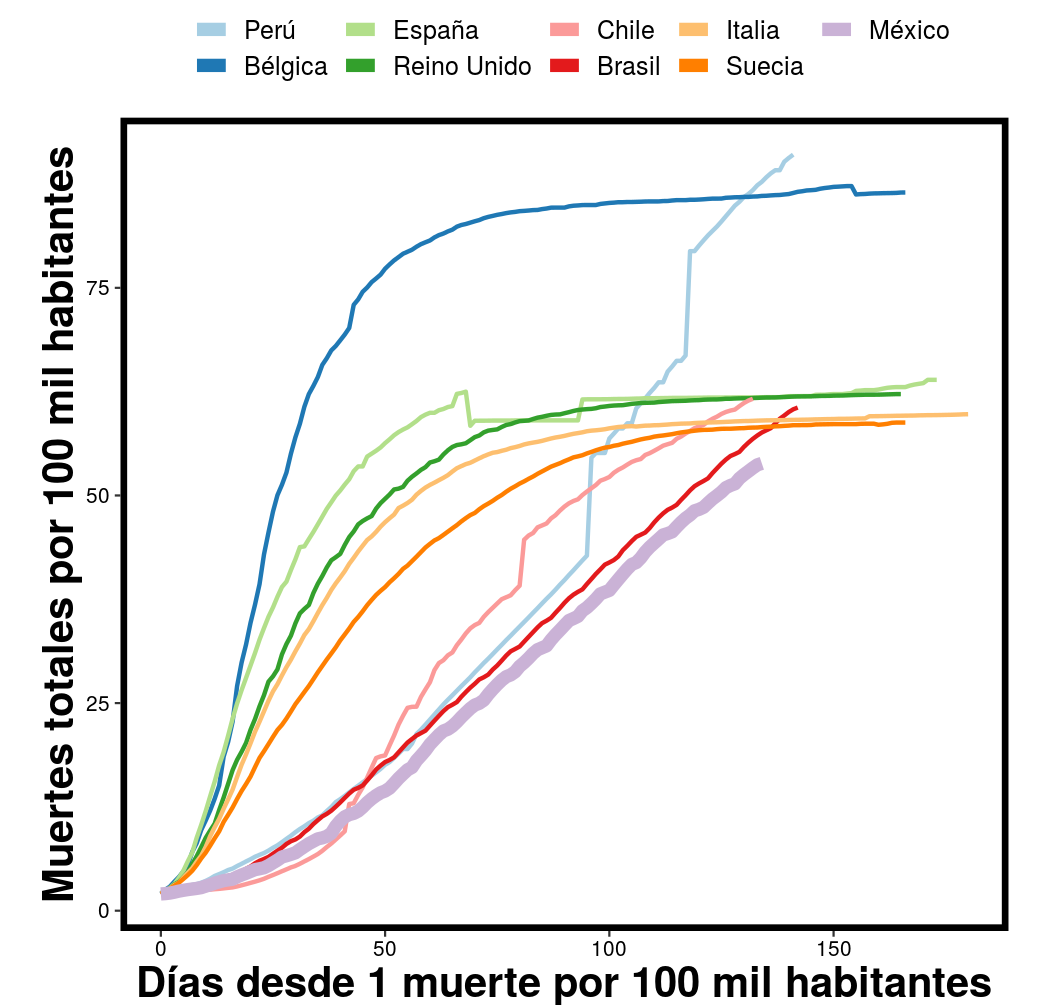 Perú España Chile Italia México
Bélgica Reino Unido Brasil Suecia
Muertes totales por 100 mil habitantes
75
50
25
0
0 50 100 150
Días desde 1 muerte por 100 mil habitantes